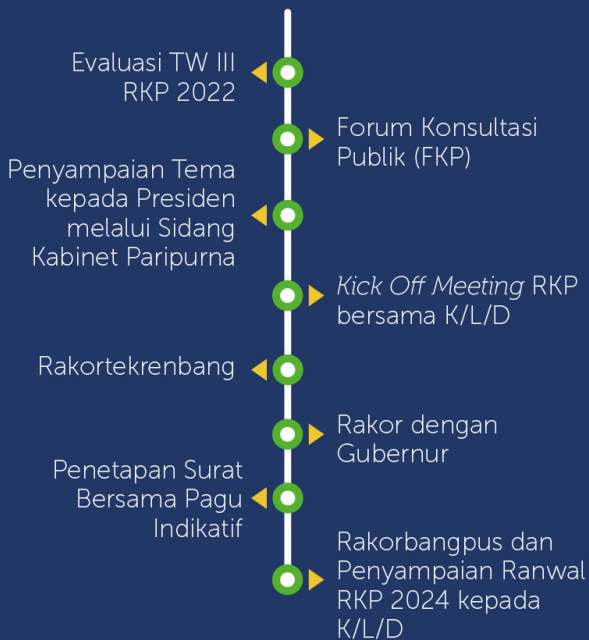 Evaluasi TW III
RKP 2022
Forum Konsultasi
Publik (FKP)
Penyampaian Tema
kepada Presiden
melalui Sidang
Kabinet Paripurna
Kick Off Meeting RKP
bersama K/L/D
Rakortekrenbang
Rakor dengan
Gubernur
Penetapan Surat
Bersama Pagu
Indikatif
Rakorbangpus dan
Penyampaian Ranwal
RKP 2024 kepada
K/L/D